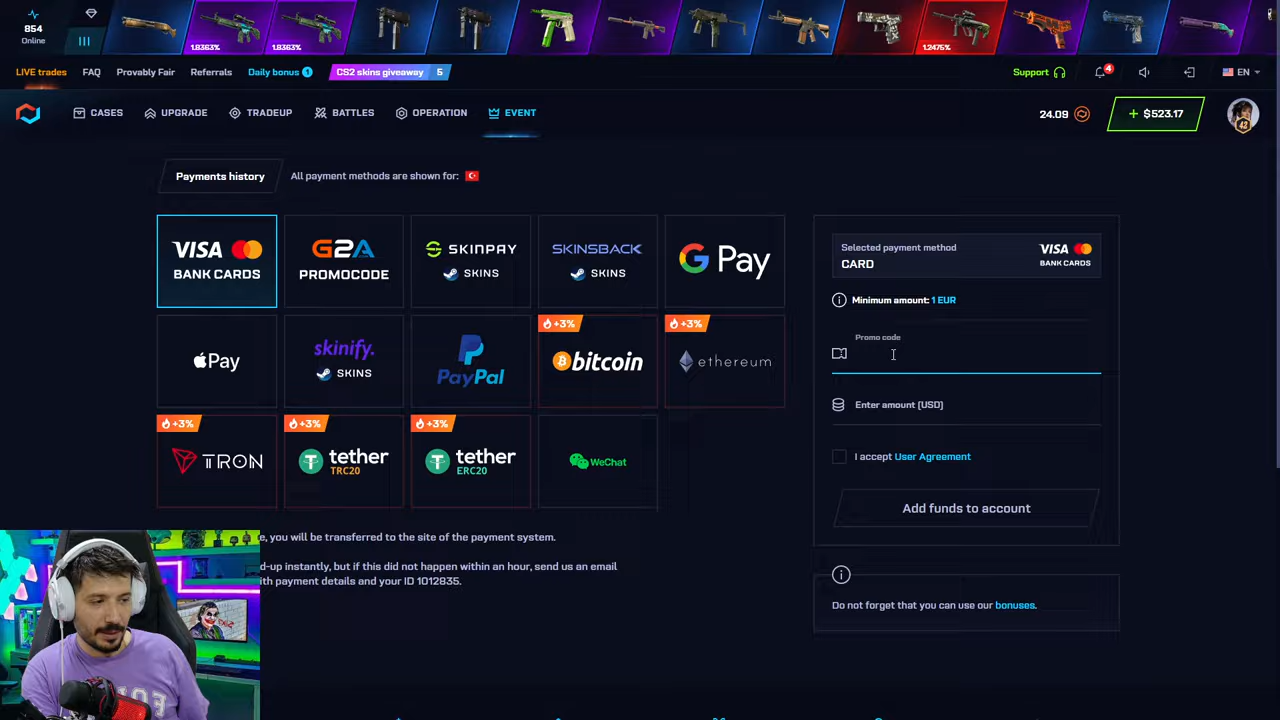 854
Online
1.8363%
1.8363%
1.2475%
LIVE trades
FAQ
Provably Fair
Referrals
Daily bonus 1
CS2 skins giveaway 5
Support
4
EN
CASES
UPGRADE
TRADEUP
BATTLES
OPERATION
EVENT
24.09
+ $523.17
Payments history
All payment methods are shown for:
VISA
BANK CARDS
G2A
PROMOCODE
SKINPAY
SKINS
SKINSBACK
SKINS
G Pay
Pay
skinify.
SKINS
PayPal
+3%
bitcoin
+3%
ethereum
+3%
TRON
+3%
tether
TRC20
+3%
tether
ERC20
WeChat
Selected payment method
CARD
VISA
BANK CARDS
Minimum amount: 1 EUR
Promo code
Enter amount (USD)
I accept User Agreement
Add funds to account
Do not forget that you can use our bonuses.
e, you will be transferred to the site of the payment system.
d-up instantly, but if this did not happen within an hour, send us an email
ith payment details and your ID 1012835.